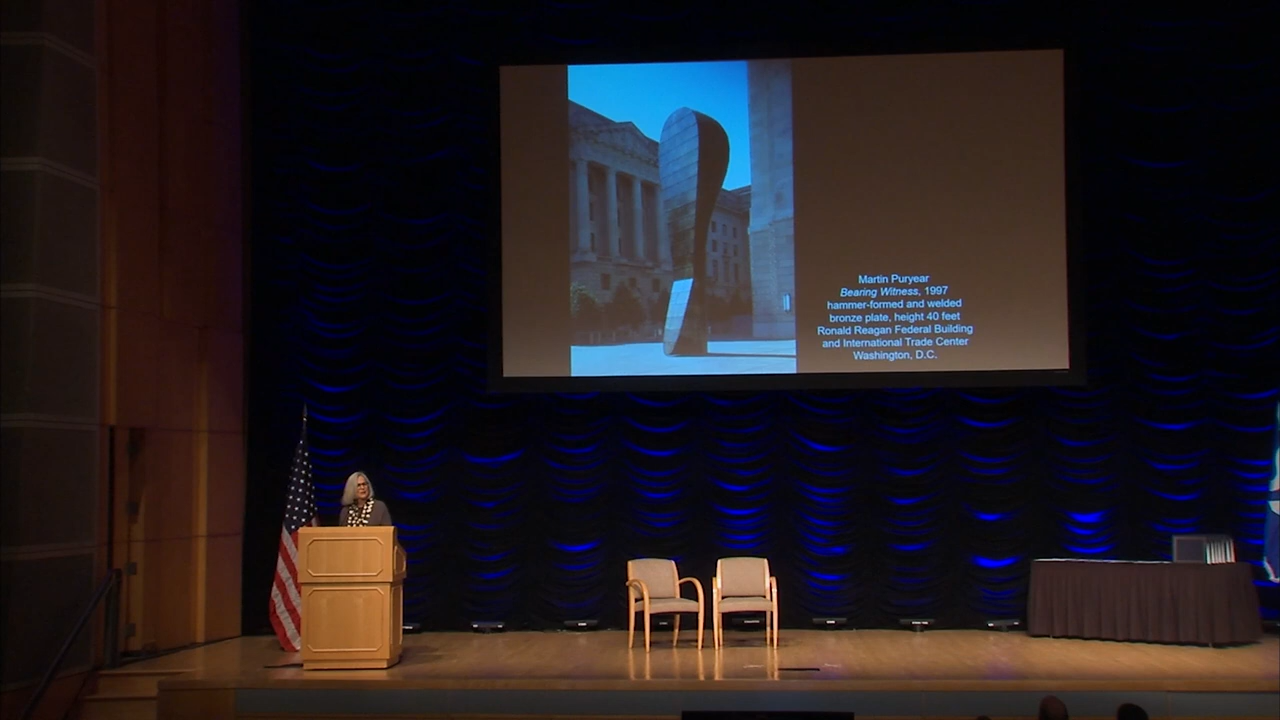 Martin Puryear
Bearing Witness, 1997
hammer-formed and welded
bronze plate, height 40 feet
Ronald Reagan Federal Building
and International Trade Center
Washington, D.C.